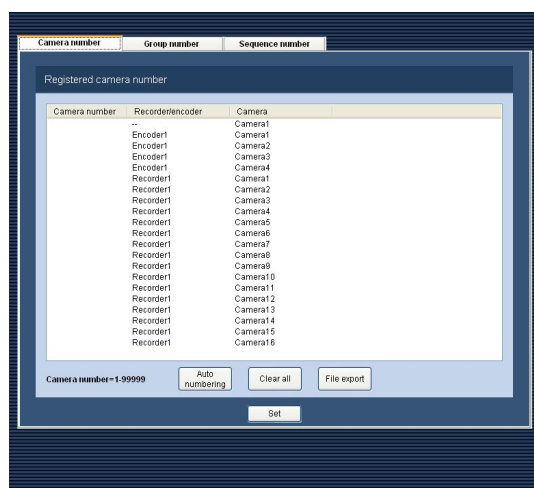 Camera number Group number Sequence number
Registered camera number
Camera number Recorder/encoder Camera
-- Camera1
Encoder1 Camera1
Encoder1 Camera2
Encoder1 Camera3
Encoder1 Camera4
Recorder1 Camera1
Recorder1 Camera2
Recorder1 Camera3
Recorder1 Camera4
Recorder1 Camera5
Recorder1 Camera6
Recorder1 Camera7
Recorder1 Camera8
Recorder1 Camera9
Recorder1 Camera10
Recorder1 Camera11
Recorder1 Camera12
Recorder1 Camera13
Recorder1 Camera14
Recorder1 Camera15
Recorder1 Camera16
Camera number=1-99999
Auto
numbering
Clear all
File export
Set